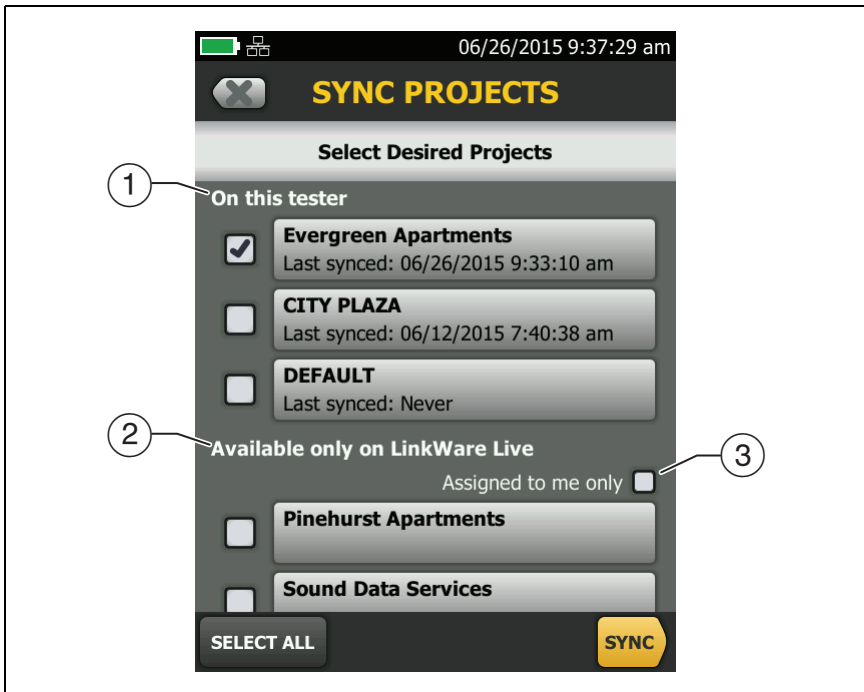 06/26/2015 9:37:29 am
SYNC PROJECTS
Select Desired Projects
1
On this tester
Evergreen Apartments
Last synced: 06/26/2015 9:33:10 am
CITY PLAZA
Last synced: 06/12/2015 7:40:38 am
DEFAULT
Last synced: Never
2
Available only on LinkWare Live
3
Assigned to me only
Pinehurst Apartments
Sound Data Services
SELECT ALL
SYNC